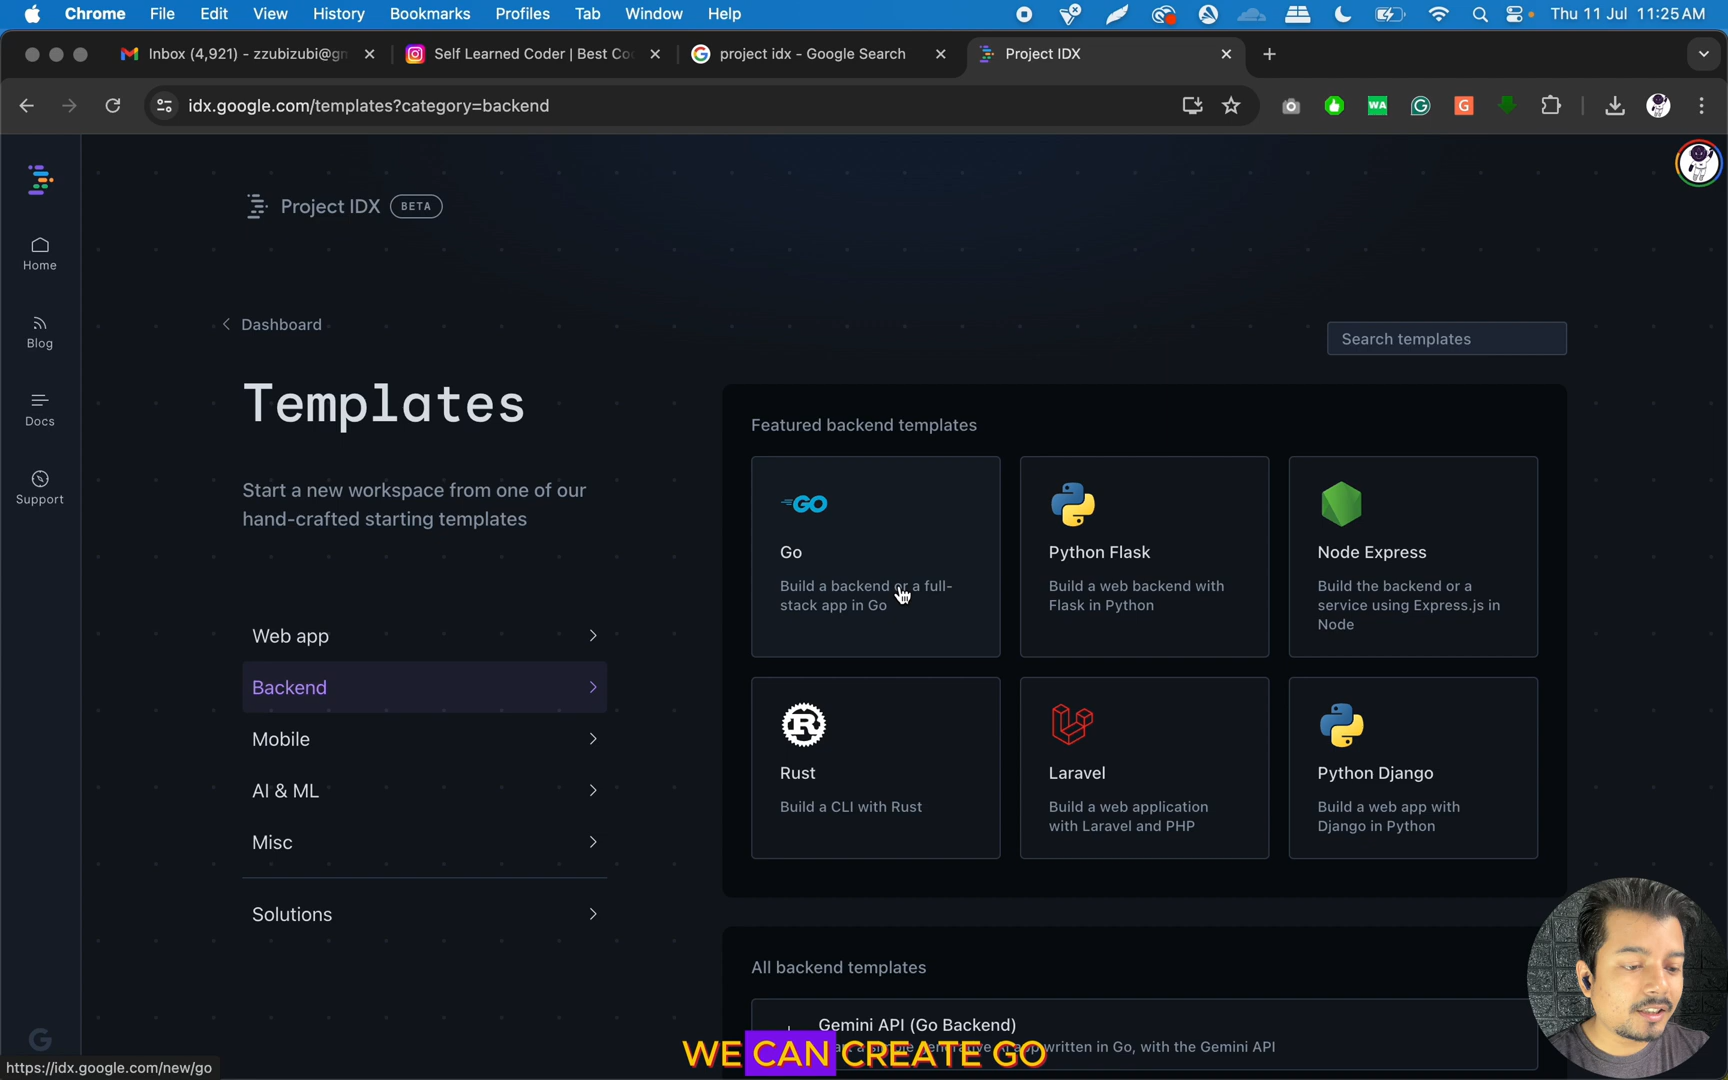 Chrome File Edit View History Bookmarks Profiles Tab Window Help Thu 11 Jul 11:25 AM
Inbox (4,921) - zzubizubi@gm
Self Learned Coder | Best Co
project idx - Google Search
Project IDX
idx.google.com/templates?category=backend
WA
G
Project IDX BETA
Home
Blog
Docs
Support
Dashboard
Search templates
Templates
Start a new workspace from one of our
hand-crafted starting templates
Web app
Backend
Mobile
AI & ML
Misc
Solutions
Featured backend templates
GO
Go
Build a backend or a full-
stack app in Go
Python Flask
Build a web backend with
Flask in Python
Node Express
Build the backend or a
service using Express.js in
Node
R
Rust
Build a CLI with Rust
Laravel
Build a web application
with Laravel and PHP
Python Django
Build a web app with
Django in Python
All backend templates
Gemini API (Go Backend)
written in Go, with the Gemini API
WE CAN CREATE GO
G
https://idx.google.com/new/go